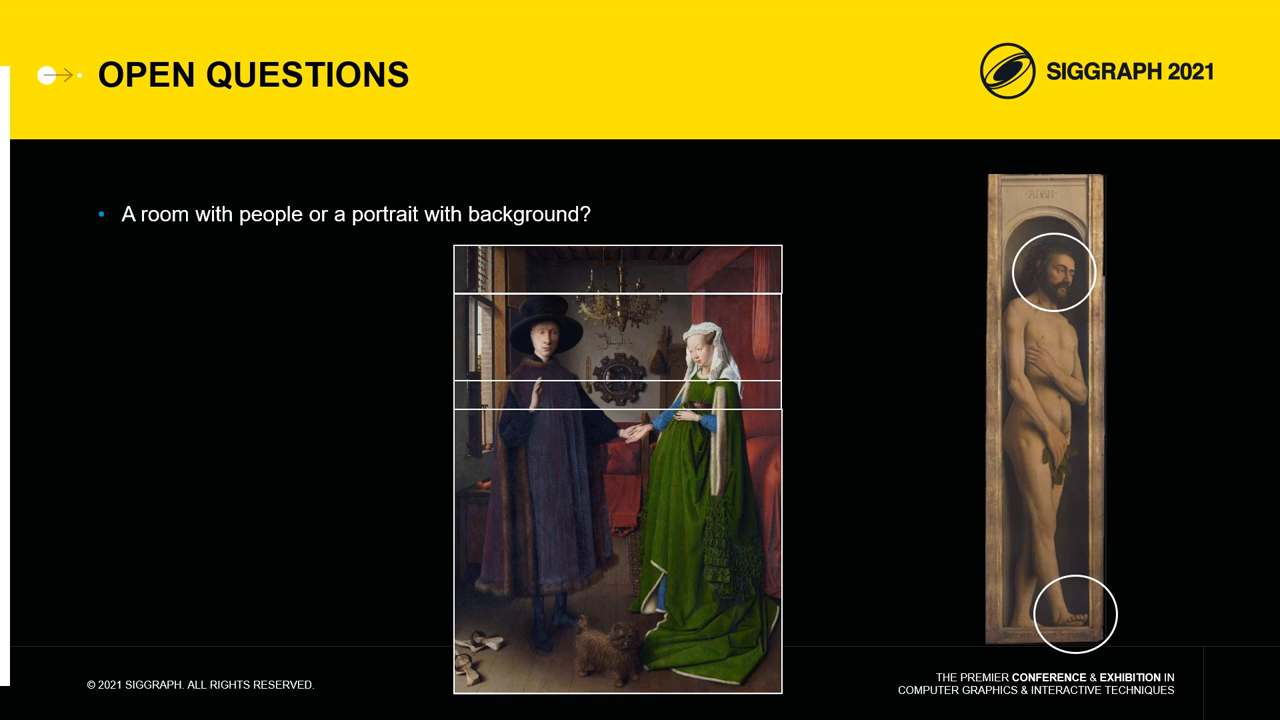 OPEN QUESTIONS
SIGGRAPH 2021
• A room with people or a portrait with background?
© 2021 SIGGRAPH. ALL RIGHTS RESERVED.
THE PREMIER CONFERENCE & EXHIBITION IN
COMPUTER GRAPHICS & INTERACTIVE TECHNIQUES